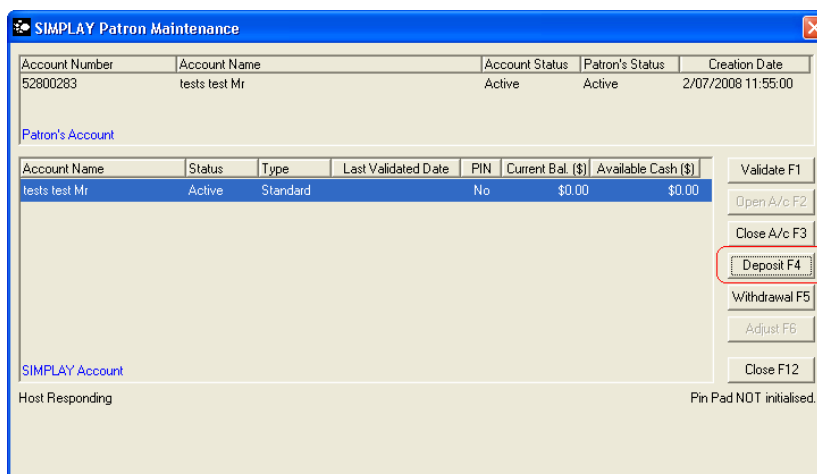 SIMPLAY Patron Maintenance
Account Number Account Name Account Status Patron's Status Creation Date
52800283 tests test Mr Active Active 2/07/2008 11:55:00
Patron's Account
Account Name Status Type Last Validated Date PIN Current Bal. ($) Available Cash ($)
tests test Mr Active Standard No $0.00 $0.00
Validate F1
Open A/c F2
Close A/c F3
Deposit F4
Withdrawal F5
Adjust F6
SIMPLAY Account
Close F12
Host Responding Pin Pad NOT initialised.